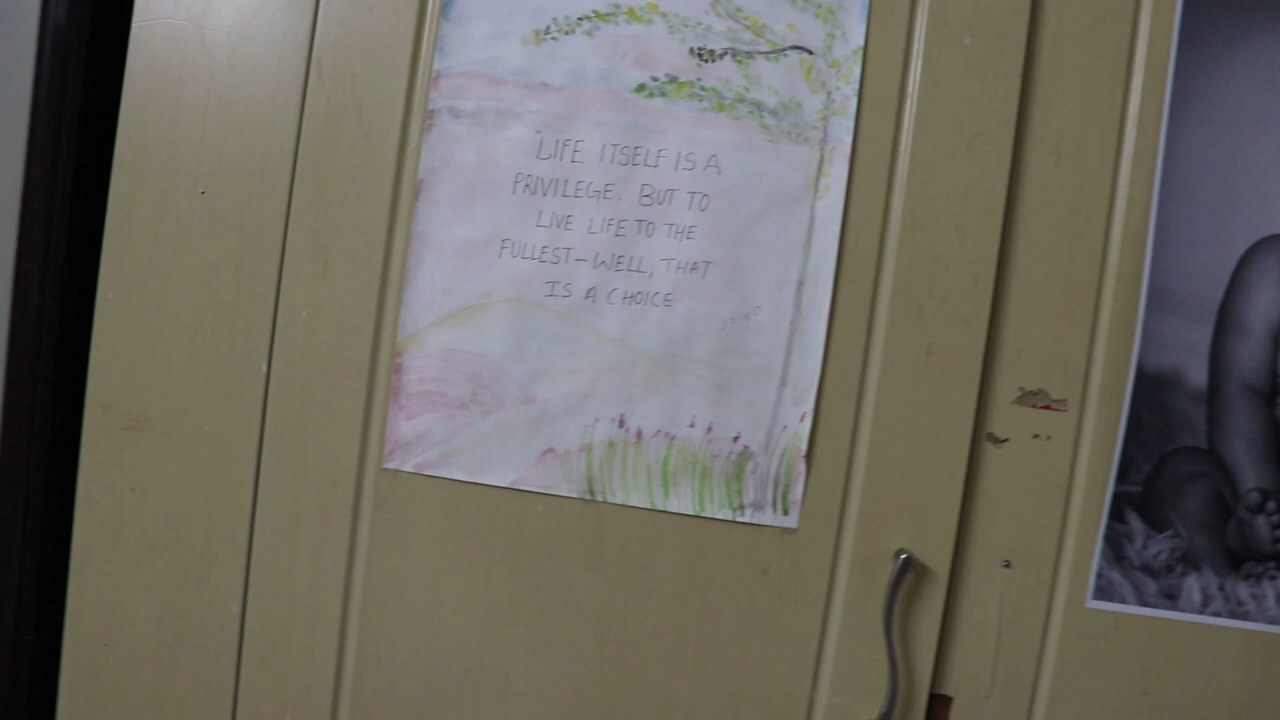 "LIFE ITSELF IS A
PRIVILEGE. BUT TO
LIVE LIFE TO THE
FULLEST—WELL, THAT
IS A CHOICE